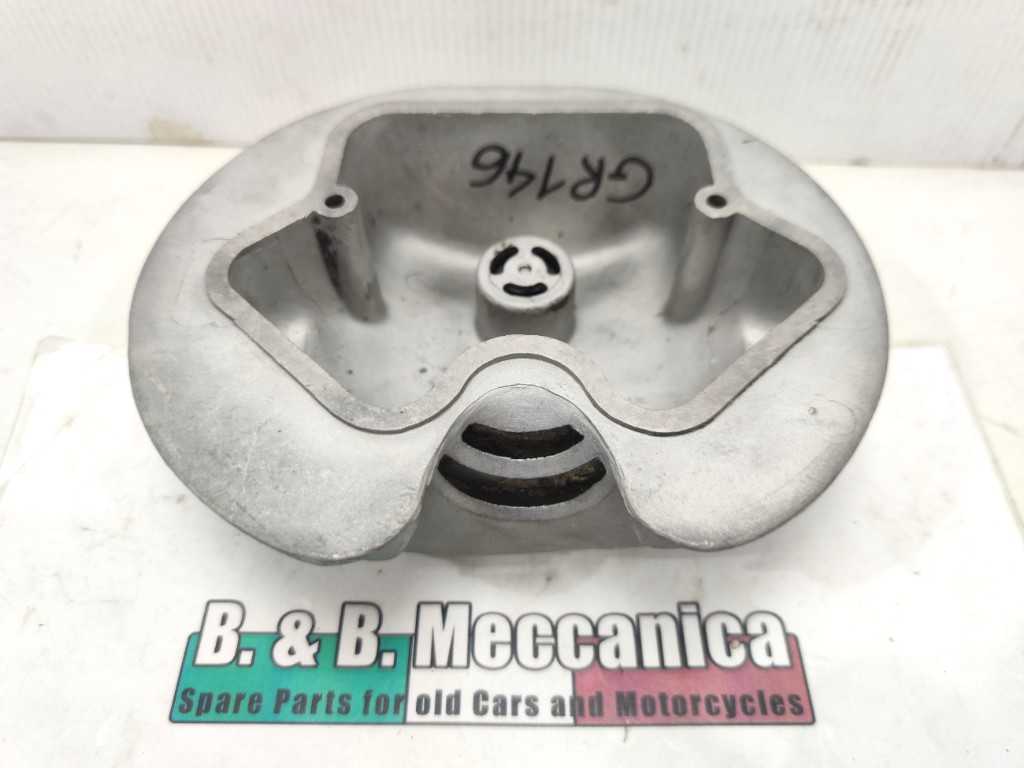 GR146
B. & B. Meccanica
Spare Parts for old Cars and Motorcycles